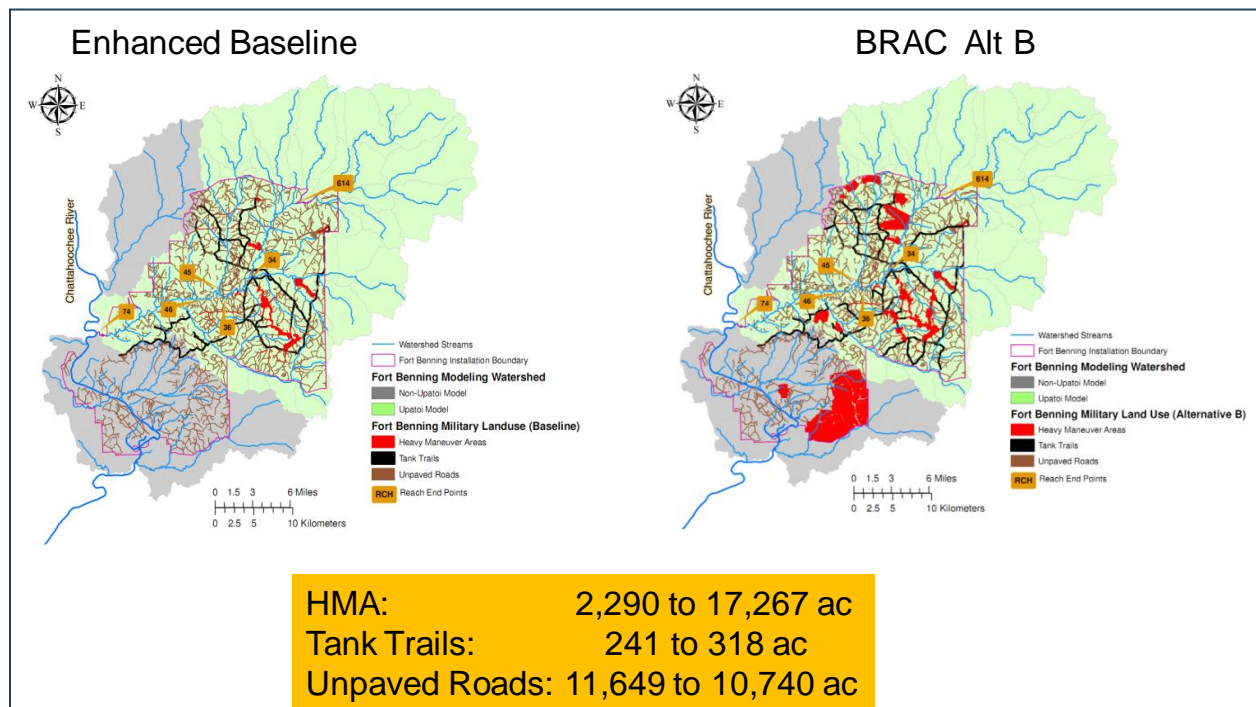 Enhanced Baseline
BRAC Alt B
N
W E
S
Chattahoochee River
614
34
45
46
74
36
Watershed Streams
Fort Benning Installation Boundary
Fort Benning Modeling Watershed
Non-Upatoi Model
Upatoi Model
Fort Benning Military Landuse (Baseline)
Heavy Maneuver Areas
Tank Trails
Unpaved Roads
RCH Reach End Points
0 1.5 3 6 Miles
0 2.5 5 10 Kilometers
N
W E
S
Chattahoochee River
614
34
45
46
74
36
Watershed Streams
Fort Benning Installation Boundary
Fort Benning Modeling Watershed
Non-Upatoi Model
Upatoi Model
Fort Benning Military Land Use (Alternative B)
Heavy Maneuver Areas
Tank Trails
Unpaved Roads
RCH Reach End Points
0 1.5 3 6 Miles
0 2.5 5 10 Kilometers
HMA: 2,290 to 17,267 ac
Tank Trails: 241 to 318 ac
Unpaved Roads: 11,649 to 10,740 ac